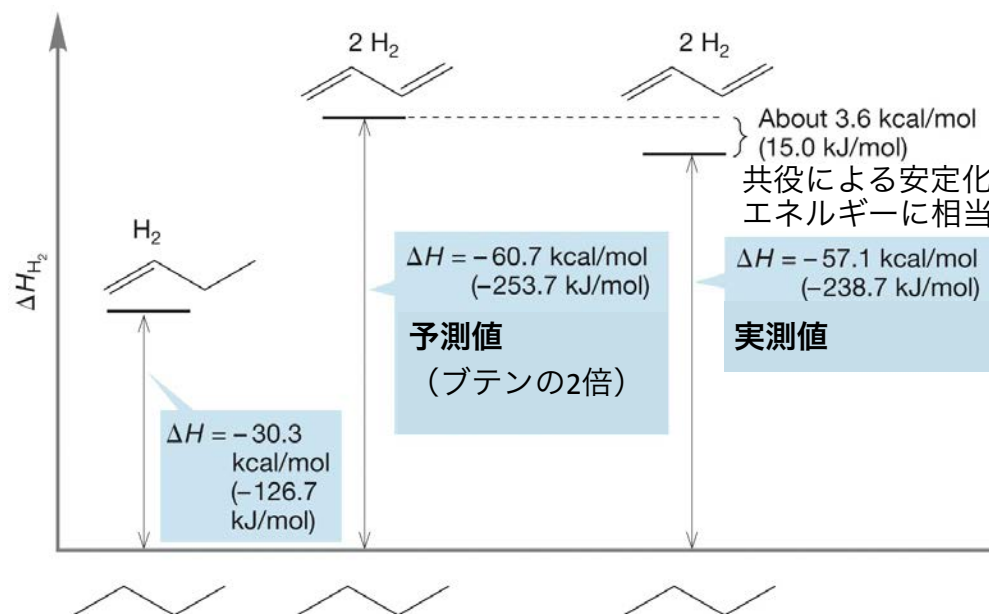 2 H₂
2 H₂
About 3.6 kcal/mol
(15.0 kJ/mol)
共役による安定化
エネルギーに相当
H₂
ΔH_H₂
ΔH = −60.7 kcal/mol
(−253.7 kJ/mol)
予測値
（ブテンの2倍）
ΔH = −57.1 kcal/mol
(−238.7 kJ/mol)
実測値
ΔH = −30.3
kcal/mol
(−126.7
kJ/mol)